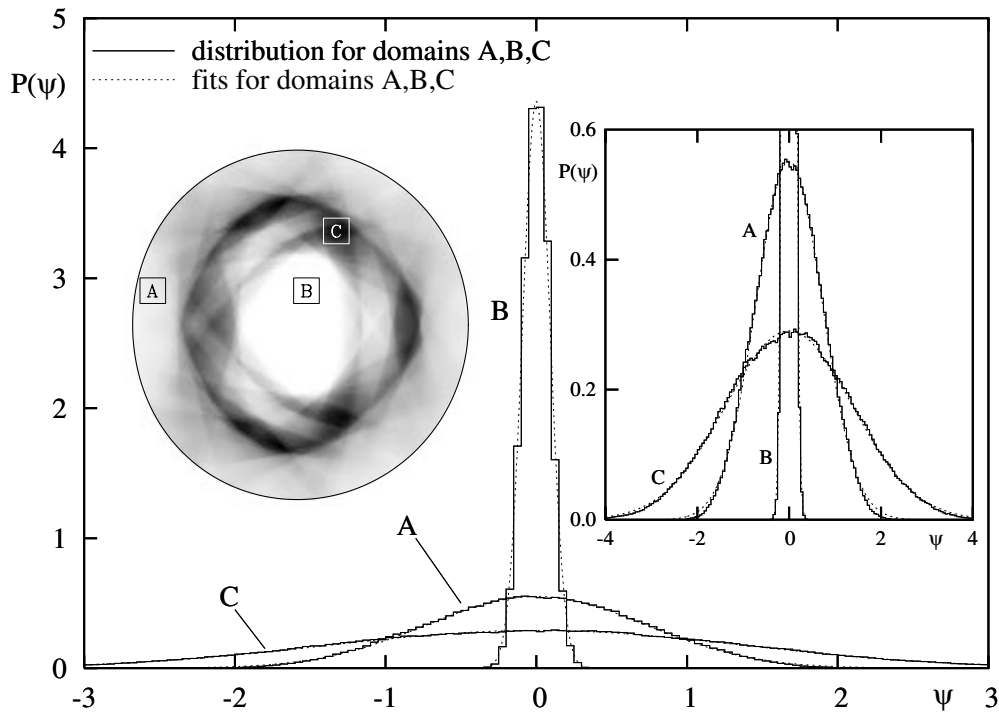 5
distribution for domains A,B,C
fits for domains A,B,C
P(ψ)
4
3
2
1
0
A
B
C
B
A
C
-3
-2
-1
0
1
2
ψ
3
0.6
P(ψ)
0.4
0.2
0.0
A
B
C
-4
-2
0
2
ψ
4